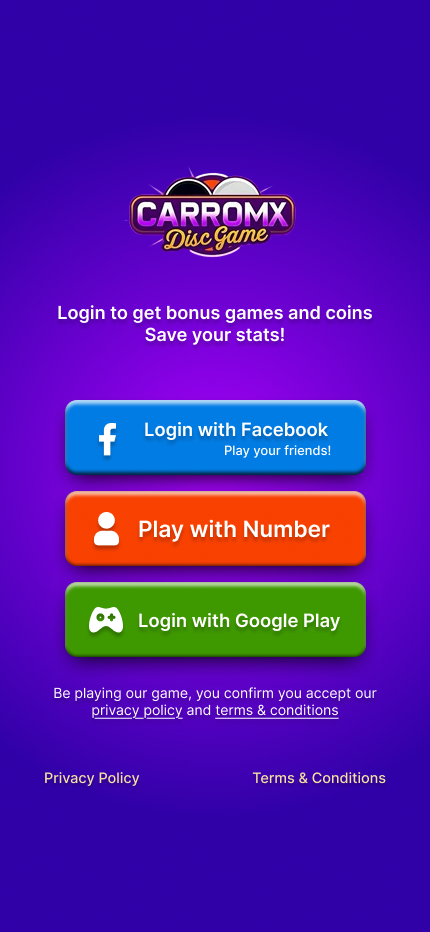 CARROMX
Disc Game
Login to get bonus games and coins
Save your stats!
Login with Facebook
Play your friends!
Play with Number
Login with Google Play
Be playing our game, you confirm you accept our
privacy policy and terms & conditions
Privacy Policy
Terms & Conditions